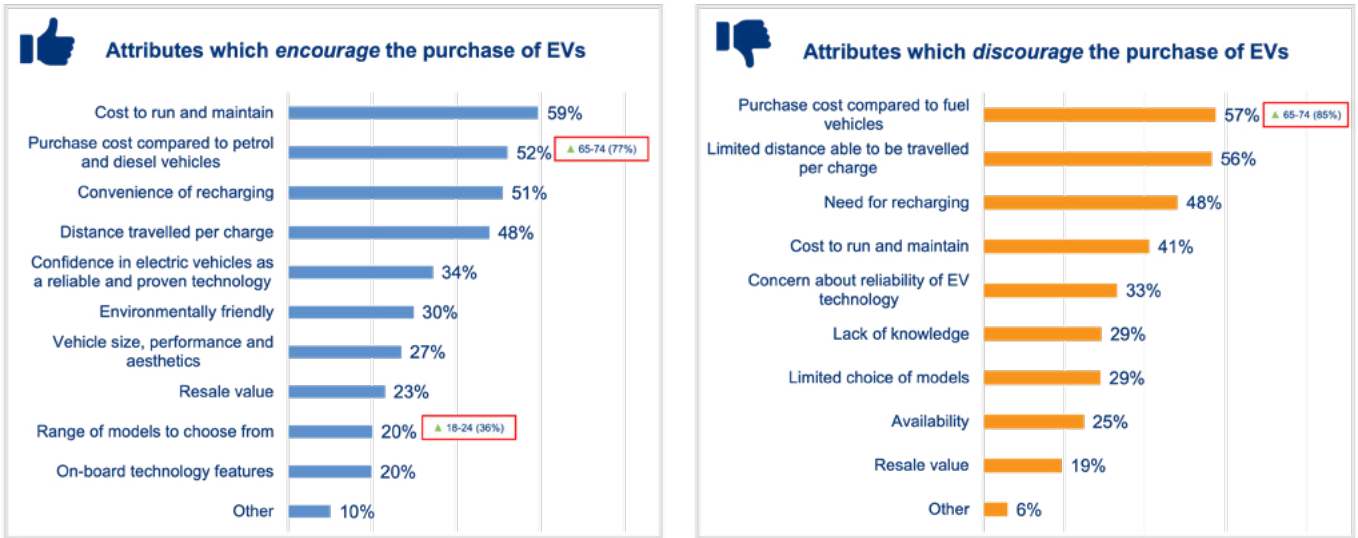 Attributes which encourage the purchase of EVs
Cost to run and maintain
59%
Purchase cost compared to petrol
and diesel vehicles
52%
▲ 65-74 (77%)
Convenience of recharging
51%
Distance travelled per charge
48%
Confidence in electric vehicles as
a reliable and proven technology
34%
Environmentally friendly
30%
Vehicle size, performance and
aesthetics
27%
Resale value
23%
Range of models to choose from
20%
▲ 18-24 (36%)
On-board technology features
20%
Other
10%
Attributes which discourage the purchase of EVs
Purchase cost compared to fuel
vehicles
57%
▲ 65-74 (85%)
Limited distance able to be travelled
per charge
56%
Need for recharging
48%
Cost to run and maintain
41%
Concern about reliability of EV
technology
33%
Lack of knowledge
29%
Limited choice of models
29%
Availability
25%
Resale value
19%
Other
6%